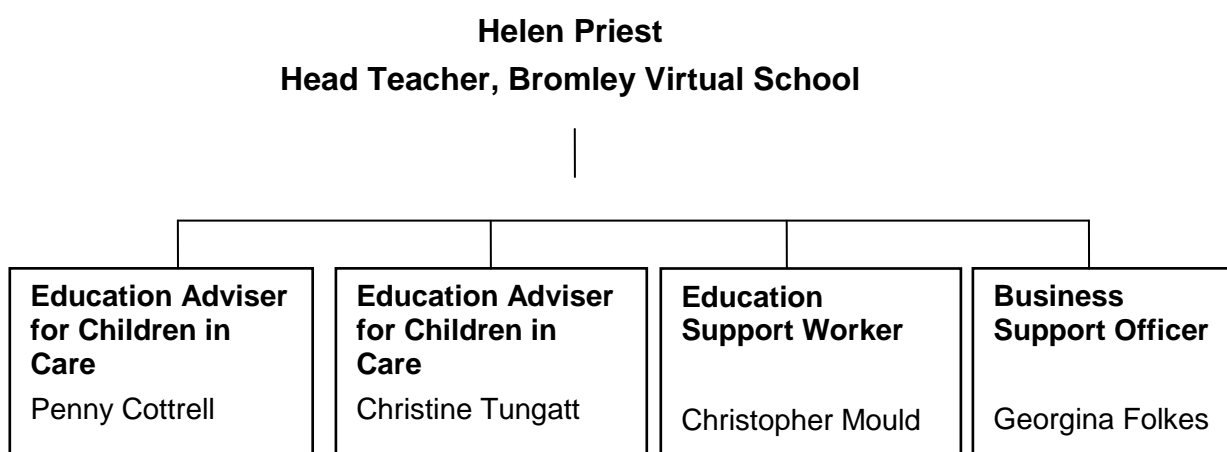 Helen Priest
Head Teacher, Bromley Virtual School
Education Adviser
for Children in
Care
Penny Cottrell
Education Adviser
for Children in
Care
Christine Tungatt
Education
Support Worker
Christopher Mould
Business
Support Officer
Georgina Folkes